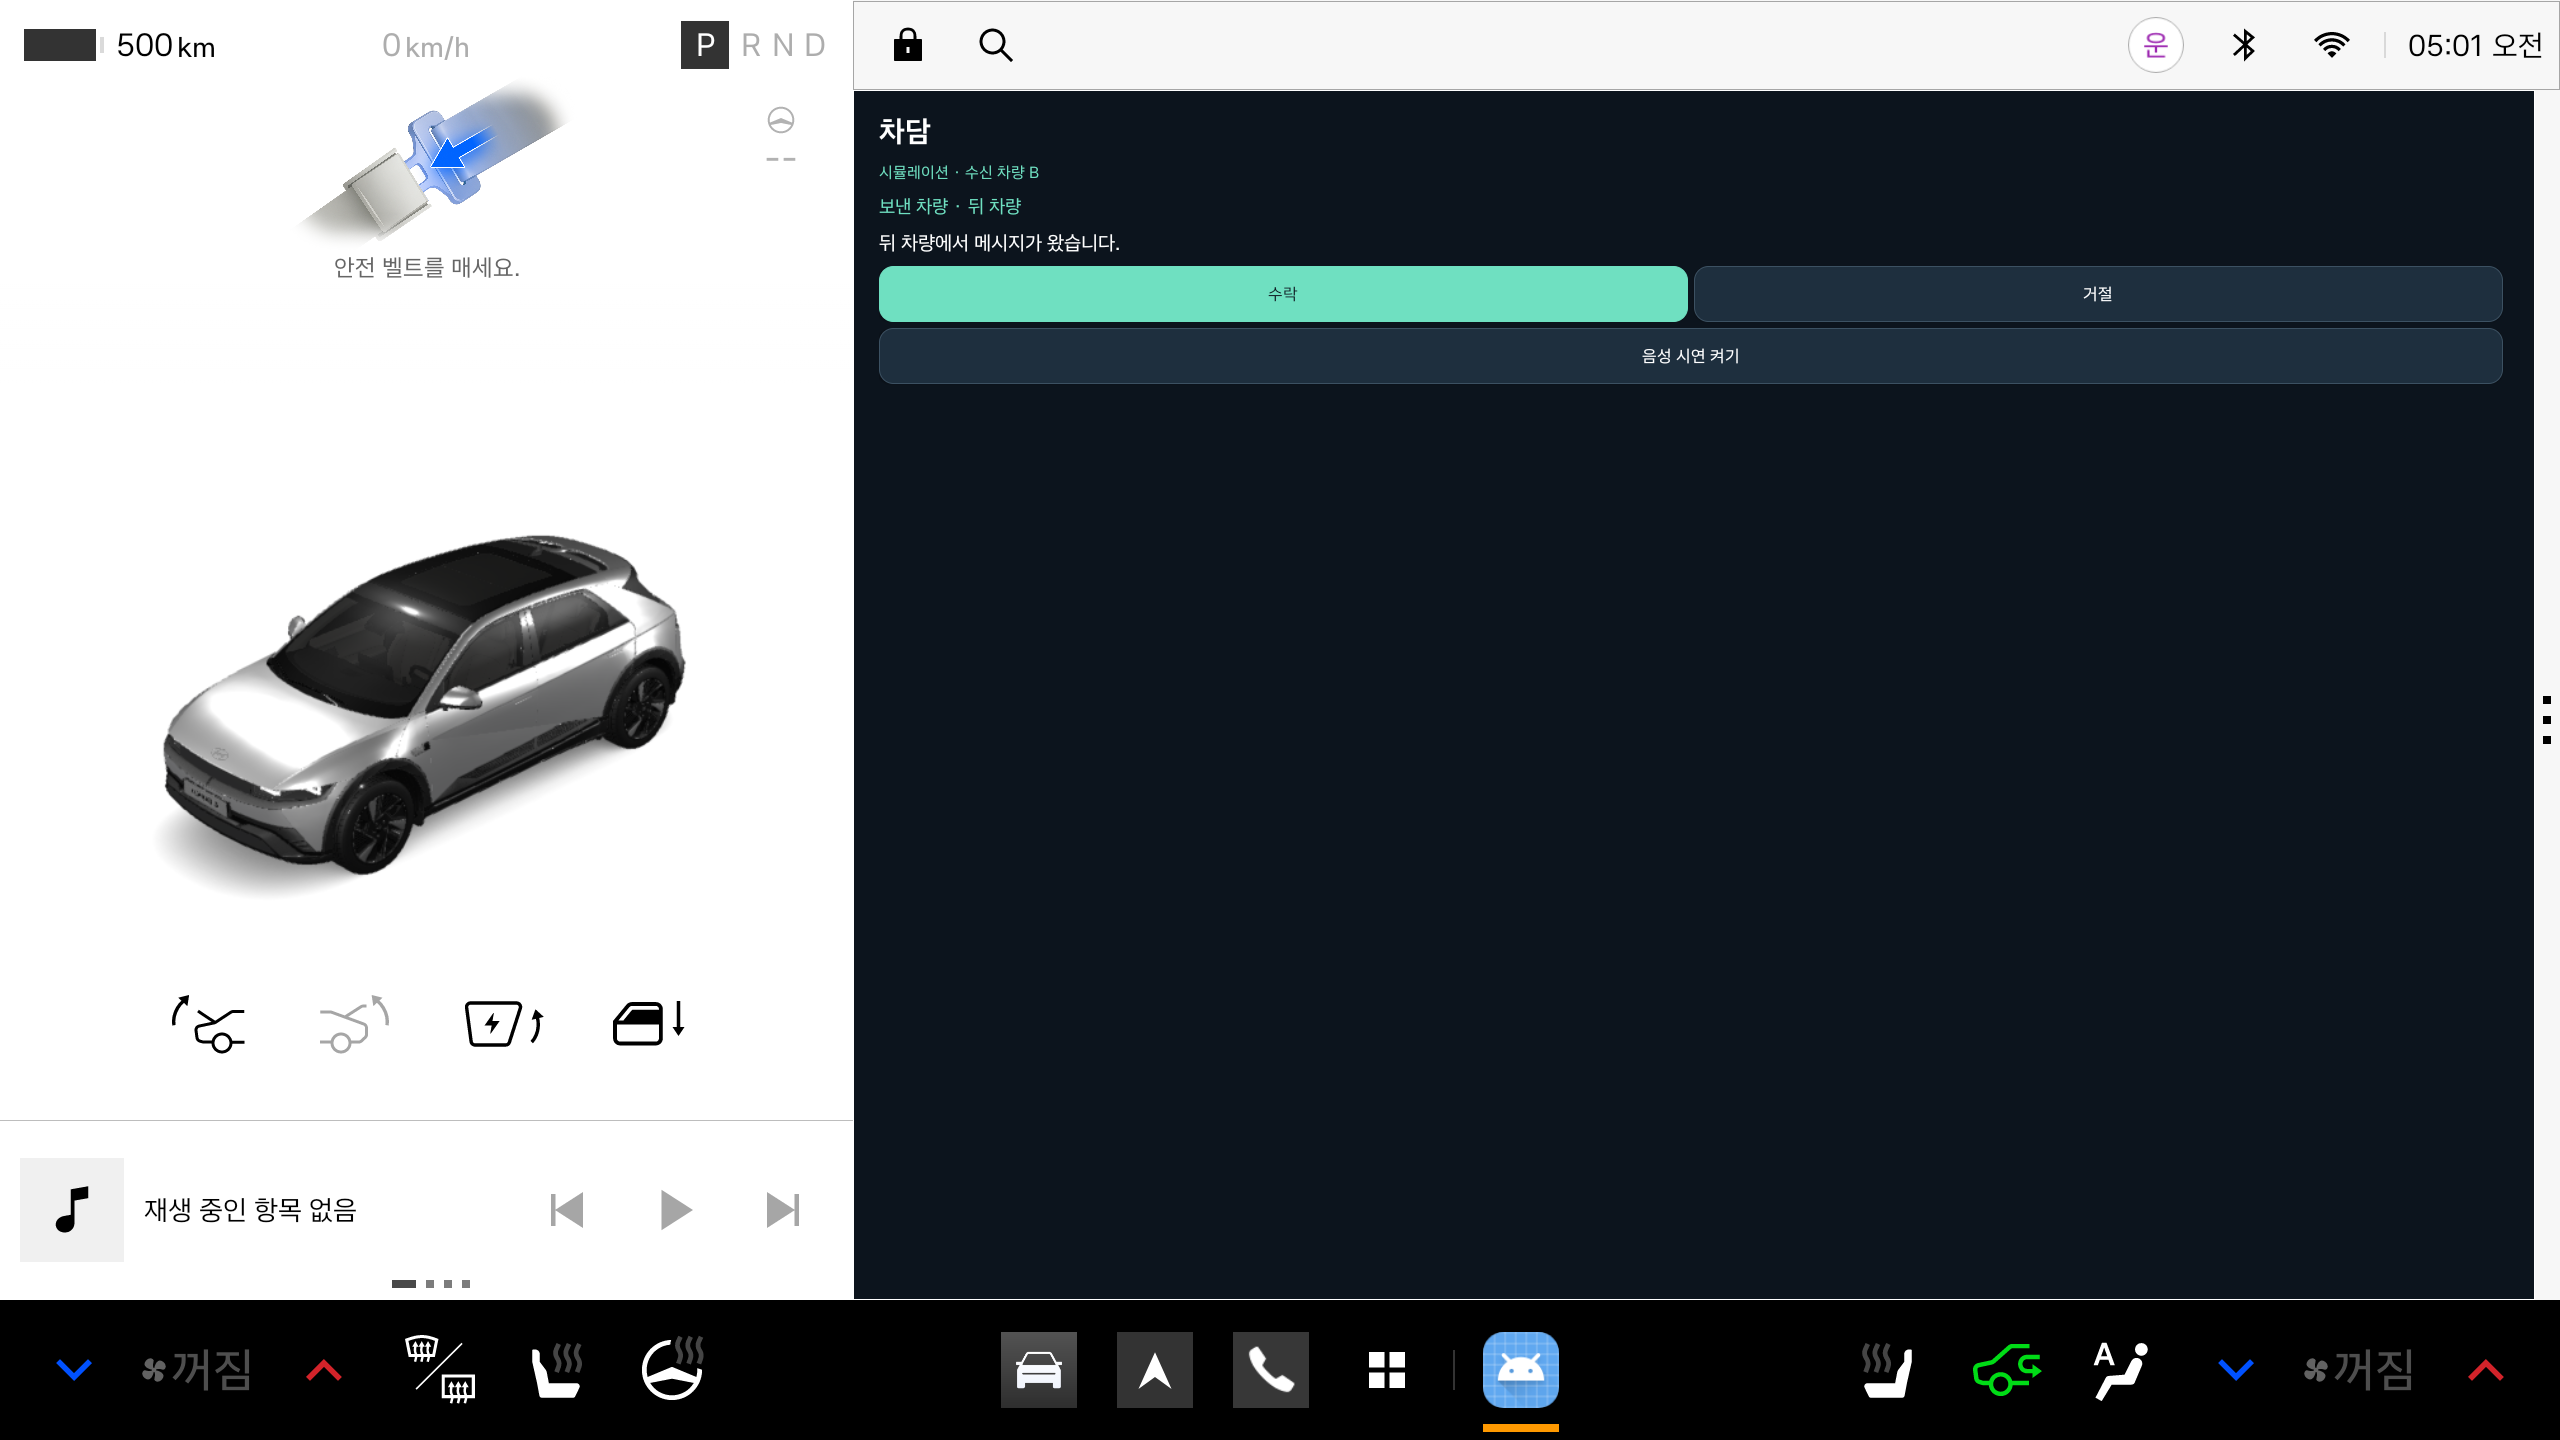 500 km
0 km/h
P R N D
안전 벨트를 매세요.
재생 중인 항목 없음
운
05:01 오전
차담
시뮬레이션 · 수신 차량 B
보낸 차량 · 뒤 차량
뒤 차량에서 메시지가 왔습니다.
수락
거절
음성 시연 켜기
꺼짐
A
꺼짐